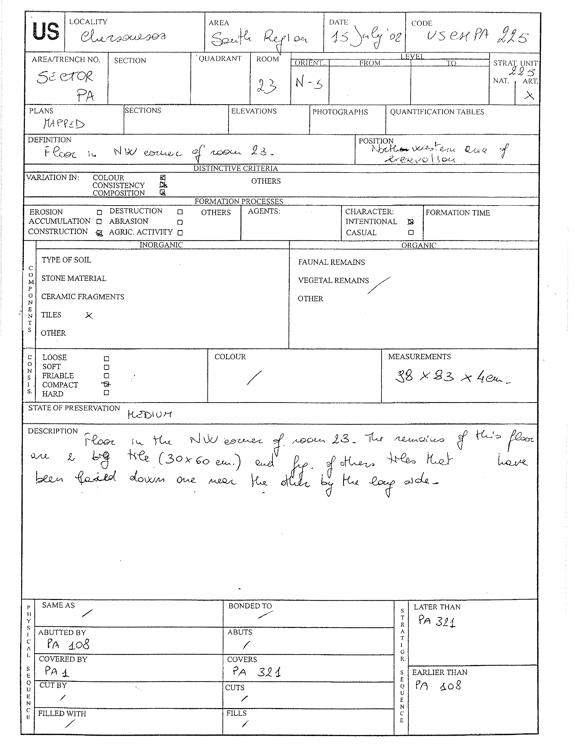 US
LOCALITY
Chersonesos
AREA
South Region
DATE
15 July '02
CODE
US CH PA 225
AREA/TRENCH NO.
SECTOR
PA
SECTION
QUADRANT
ROOM
23
LEVEL
ORIENT.
FROM
TO
N-S
STRAT. UNIT
225
NAT. ART.
X
PLANS
MAPPED
SECTIONS
ELEVATIONS
PHOTOGRAPHS
QUANTIFICATION TABLES
DEFINITION
Floor in NW corner of room 23.
POSITION
North-western area of
excavation.
DISTINCTIVE CRITERIA
VARIATION IN:
COLOUR
CONSISTENCY
COMPOSITION
OTHERS
FORMATION PROCESSES
EROSION
ACCUMULATION
CONSTRUCTION
DESTRUCTION
ABRASION
AGRIC. ACTIVITY
OTHERS
AGENTS:
CHARACTER:
INTENTIONAL
CASUAL
FORMATION TIME
COMPONENTS
INORGANIC
TYPE OF SOIL
STONE MATERIAL
CERAMIC FRAGMENTS
TILES X
OTHER
ORGANIC
FAUNAL REMAINS
VEGETAL REMAINS /
OTHER
CONSIS.
LOOSE
SOFT
FRIABLE
COMPACT
HARD
COLOUR
/
MEASUREMENTS
38 x 83 x 4cm.
STATE OF PRESERVATION MEDIUM
DESCRIPTION Floor in the NW corner of room 23. The remains of this floor
are 2 big tile (30x60 cm.) and frg. of others tiles that have
been down one near the other by the long side.
PHYSICAL SEQUENCE
SAME AS
/
BONDED TO
/
ABUTTED BY
PA 108
ABUTS
/
COVERED BY
PA 1
COVERS
PA 321
CUT BY
/
CUTS
/
FILLED WITH
/
FILLS
/
STRATIGR. SEQUENCE
LATER THAN
PA 321
EARLIER THAN
PA 108